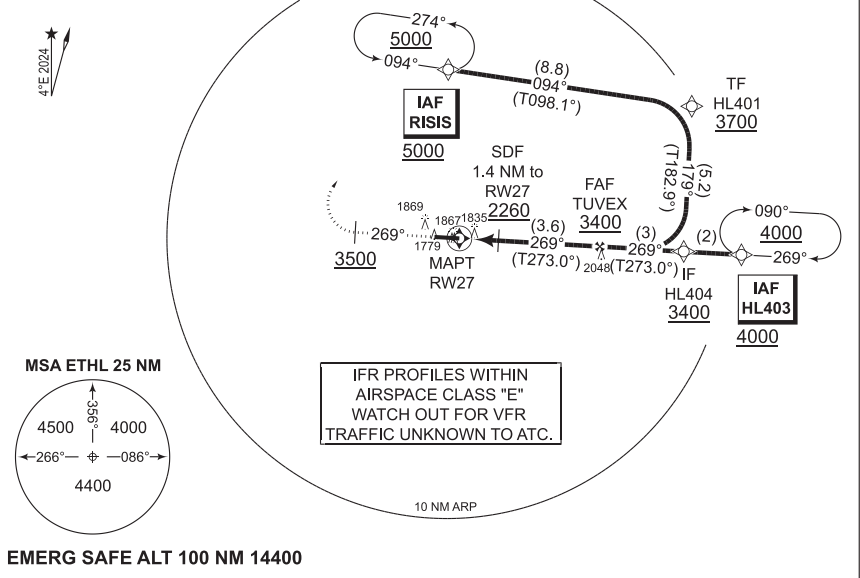 4°E 2024
274°
5000
094°
IAF
RISIS
5000
(8.8)
094°
(T098.1°)
TF
HL401
3700
(5.2)
179°
(T182.9°)
SDF
1.4 NM to
RW27
2260
FAF
TUVEX
3400
1869
1867
1835
1779
269°
3500
MAPT
RW27
(3.6)
269°
(T273.0°)
2048
(3)
269°
(T273.0°)
(2)
IF
HL404
3400
090°
4000
269°
IAF
HL403
4000
MSA ETHL 25 NM
356°
4500
4000
266°
086°
4400
IFR PROFILES WITHIN
AIRSPACE CLASS "E"
WATCH OUT FOR VFR
TRAFFIC UNKNOWN TO ATC.
10 NM ARP
EMERG SAFE ALT 100 NM 14400